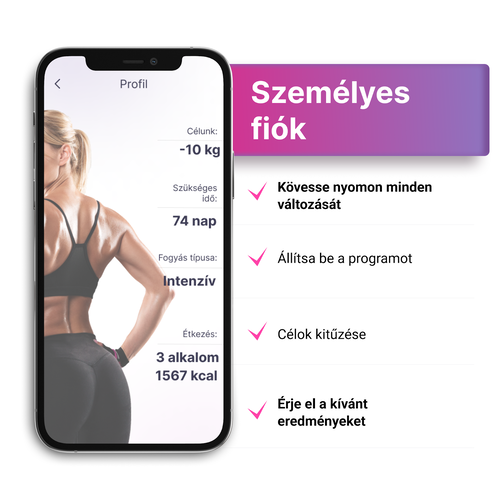 Profil
Célunk:
-10 kg
Szükséges
idő:
74 nap
Fogyás típusa:
Intenzív
Étkezés:
3 alkalom
1567 kcal
Személyes
fiók
Kövesse nyomon minden
változását
Állítsa be a programot
Célok kitűzése
Érje el a kívánt
eredményeket